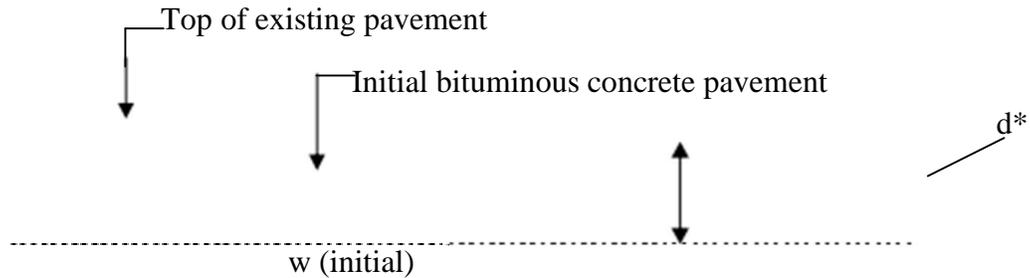 Top of existing pavement
Initial bituminous concrete pavement
d*
w (initial)